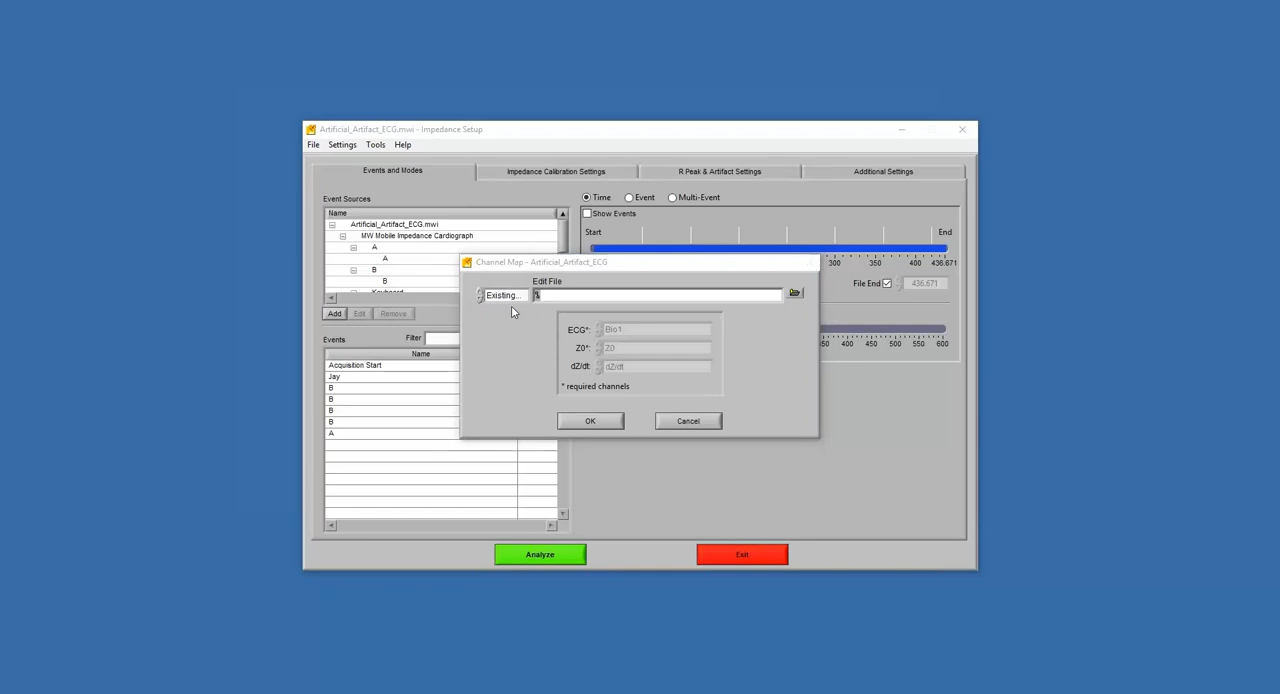 Artificial_Artifact_ECG.mwi - Impedance Setup
File Settings Tools Help
Events and Modes
Impedance Calibration Settings
R Peak & Artifact Settings
Additional Settings
Event Sources
Name
Artificial_Artifact_ECG.mwi
MW Mobile Impedance Cardiograph
A
A
B
B
Add Edit Remove
Events
Filter
Name
Acquisition Start
Jay
B
B
B
B
A
Time Event Multi-Event
Show Events
Start End
300 350 400 436.671
File End 436.671
450 500 550 600
Channel Map - Artificial_Artifact_ECG
Edit File
Existing...
ECG*: Bio1
Z0*: Z0
dZ/dt: dZ/dt
* required channels
OK Cancel
Analyze Exit